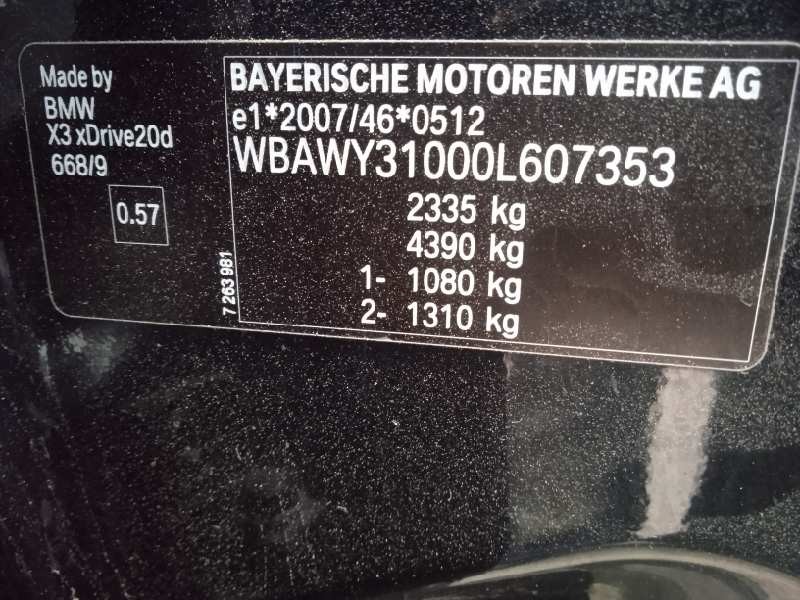 Made by
BMW
X3 xDrive20d
668/9
0.57
7 263 981
BAYERISCHE MOTOREN WERKE AG
e1*2007/46*0512
WBAWY31000L607353
2335 kg
4390 kg
1- 1080 kg
2- 1310 kg